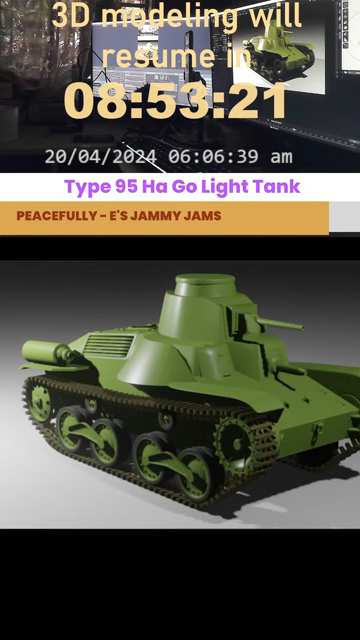 3D modeling will
resume in
08:53:21
20/04/2024 06:06:39 am
Type 95 Ha Go Light Tank
PEACEFULLY - E'S JAMMY JAMS